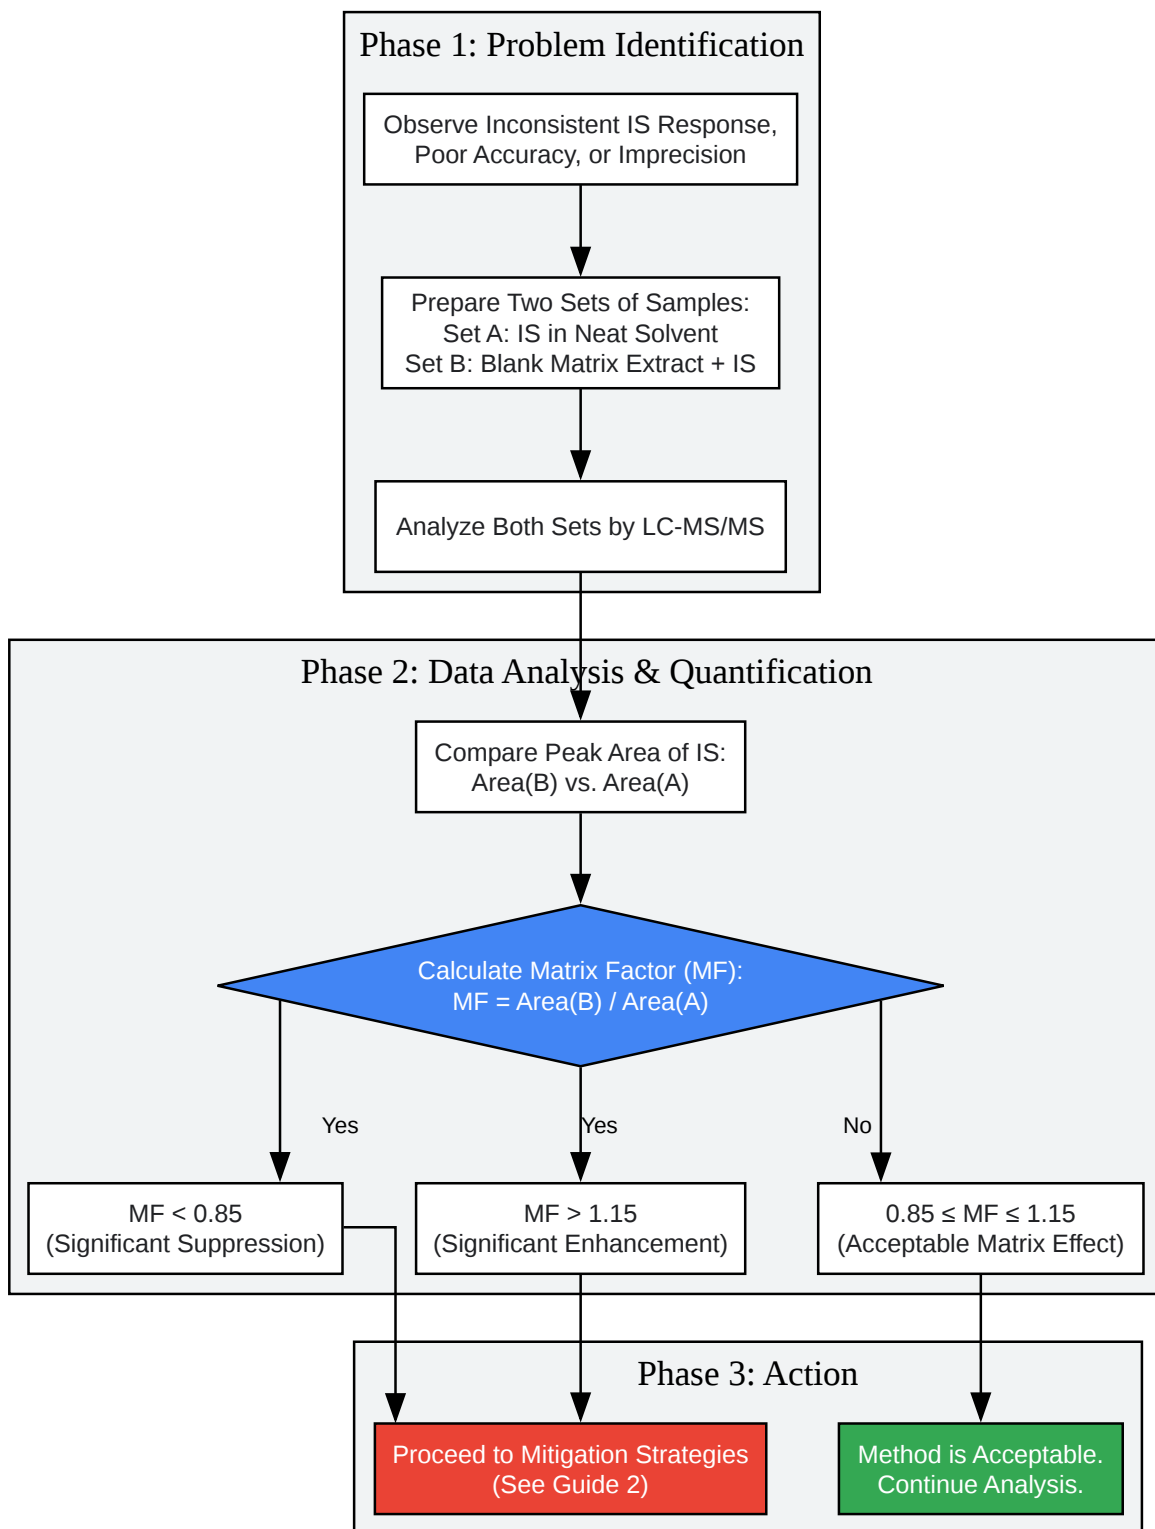 Phase 1: Problem Identification
Observe Inconsistent IS Response,
Poor Accuracy, or Imprecision
Prepare Two Sets of Samples:
Set A: IS in Neat Solvent
Set B: Blank Matrix Extract + IS
Analyze Both Sets by LC-MS/MS
Phase 2: Data Analysis & Quantification
Compare Peak Area of IS:
Area(B) vs. Area(A)
Calculate Matrix Factor (MF):
MF = Area(B) / Area(A)
Yes
Yes
No
MF < 0.85
(Significant Suppression)
MF > 1.15
(Significant Enhancement)
0.85 ≤ MF ≤ 1.15
(Acceptable Matrix Effect)
Phase 3: Action
Proceed to Mitigation Strategies
(See Guide 2)
Method is Acceptable.
Continue Analysis.